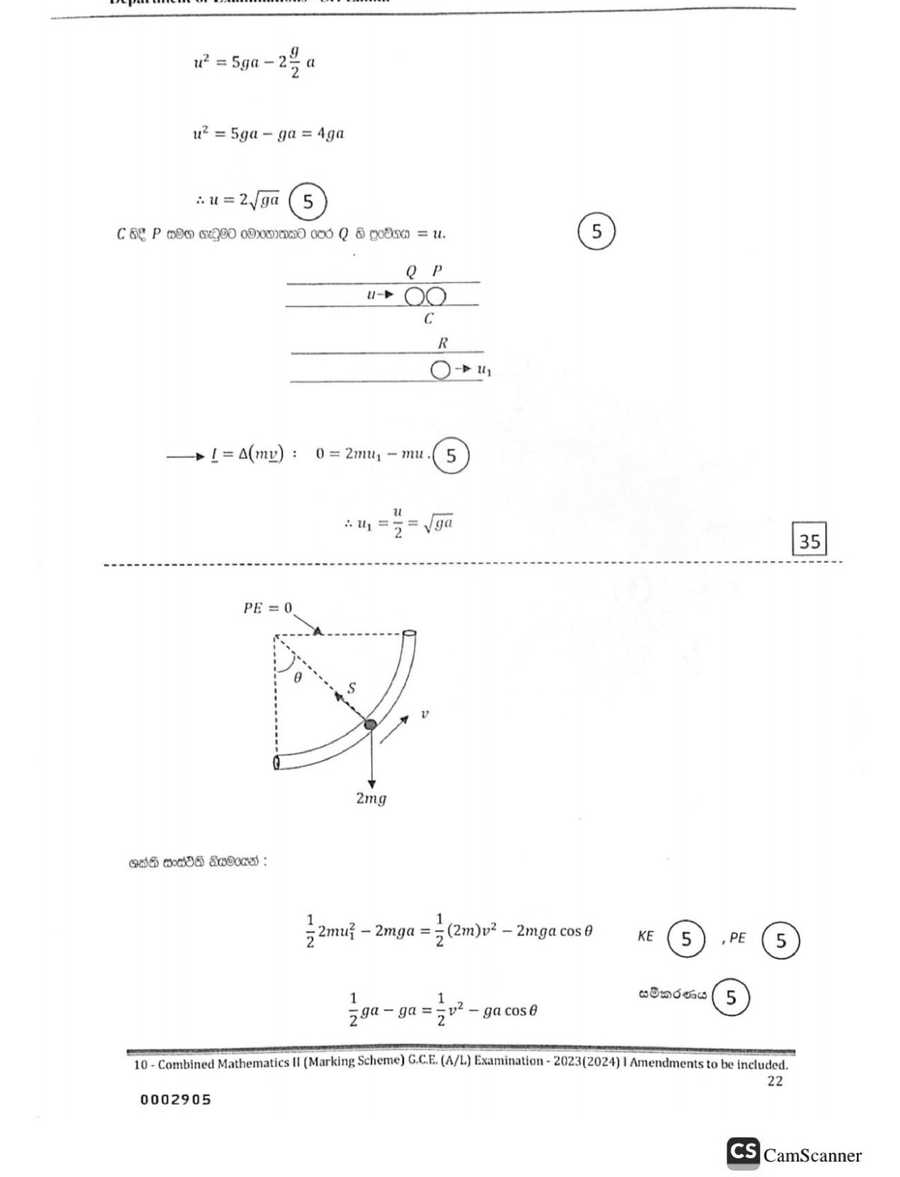 u² = 5ga − 2 g/2 a
u² = 5ga − ga = 4ga
∴ u = 2√ga 5
C හිදී P සමඟ ගැටුමට මොහොතකට පෙර Q හි ප්‍රවේගය = u. 5
Q P
u
C
R
u₁
I = Δ(mv) : 0 = 2mu₁ − mu . 5
∴ u₁ = u/2 = √ga
35
PE = 0
θ
S
v
2mg
ශක්ති සංස්ථිති නියමයෙන් :
1/2 2mu₁² − 2mga = 1/2 (2m)v² − 2mga cos θ KE 5 , PE 5
1/2 ga − ga = 1/2 v² − ga cos θ සමීකරණය 5
10 - Combined Mathematics II (Marking Scheme) G.C.E. (A/L) Examination - 2023(2024) I Amendments to be included.
22
0002905
CS CamScanner